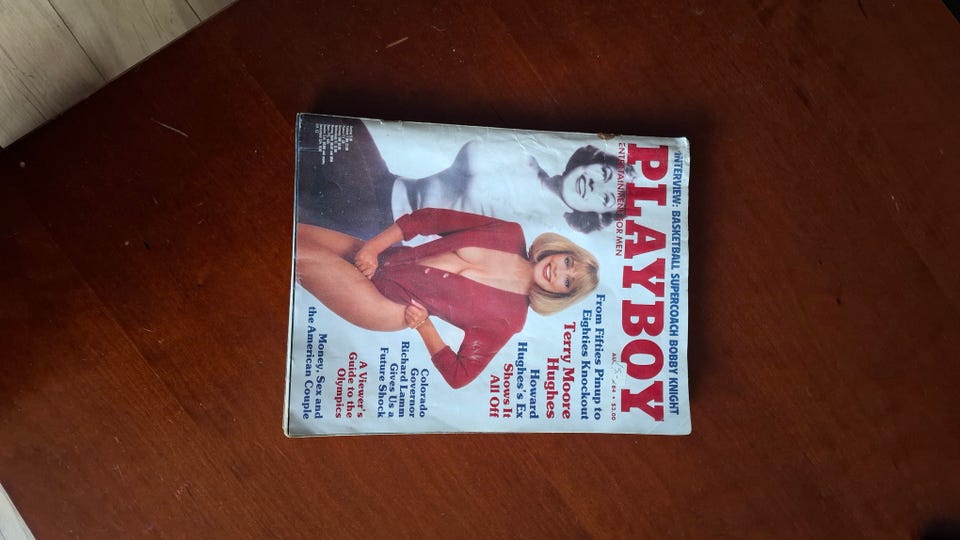 INTERVIEW: BASKETBALL SUPERCOACH BOBBY KNIGHT
PLAYBOY
ENTERTAINMENT FOR MEN
$3.00
From Fifties Pinup to
Eighties Knockout
Terry Moore
Hughes
Howard
Hughes's Ex
Shows It
All Off
Colorado
Governor
Richard Lamm
Gives Us a
Future Shock
A Viewer's
Guide to the
Olympics
Money, Sex and
the American Couple